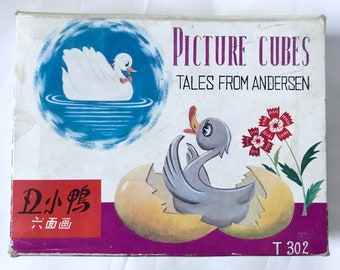 PICTURE CUBES
TALES FROM ANDERSEN
丑小鸭
六面画
T 302